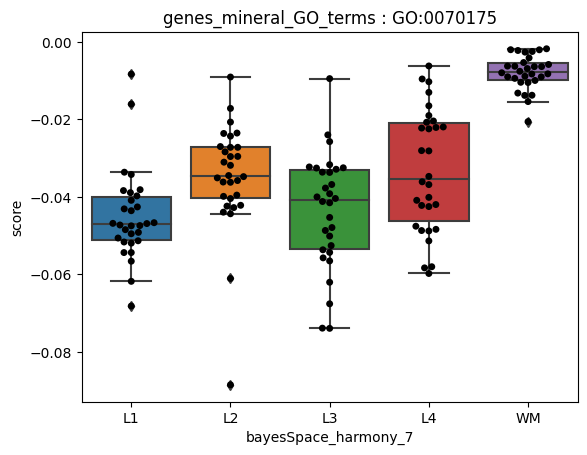 genes_mineral_GO_terms : GO:0070175
0.00
−0.02
−0.04
−0.06
−0.08
score
L1 L2 L3 L4 WM
bayesSpace_harmony_7